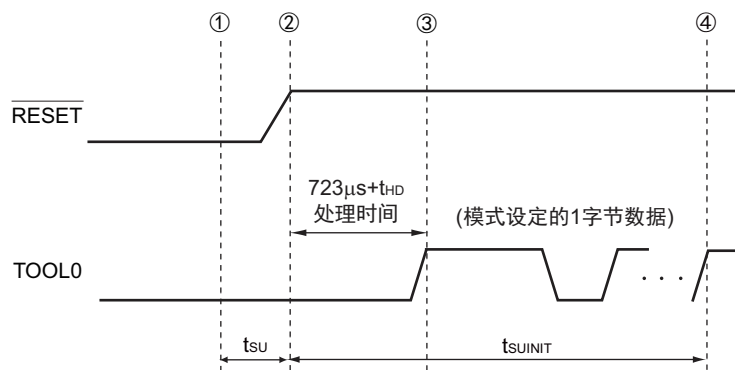 ① ② ③ ④
RESET
723μs+tHD
处理时间
(模式设定的1字节数据)
TOOL0
. . .
tSU
tSUINIT